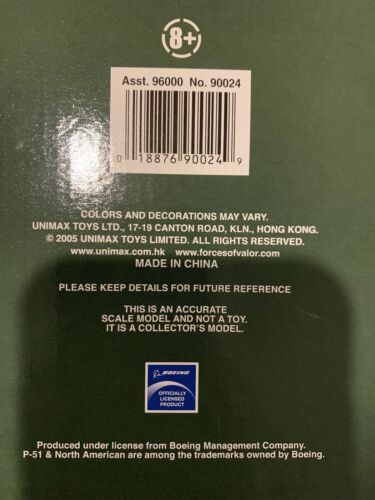 8+
Asst. 96000 No. 90024
0 18876 90024 9
COLORS AND DECORATIONS MAY VARY.
UNIMAX TOYS LTD., 17-19 CANTON ROAD, KLN., HONG KONG.
© 2005 UNIMAX TOYS LIMITED. ALL RIGHTS RESERVED.
www.unimax.com.hk www.forcesofvalor.com
MADE IN CHINA
PLEASE KEEP DETAILS FOR FUTURE REFERENCE
THIS IS AN ACCURATE
SCALE MODEL AND NOT A TOY.
IT IS A COLLECTOR'S MODEL.
BOEING
OFFICIALLY
LICENSED
PRODUCT
Produced under license from Boeing Management Company.
P-51 & North American are among the trademarks owned by Boeing.